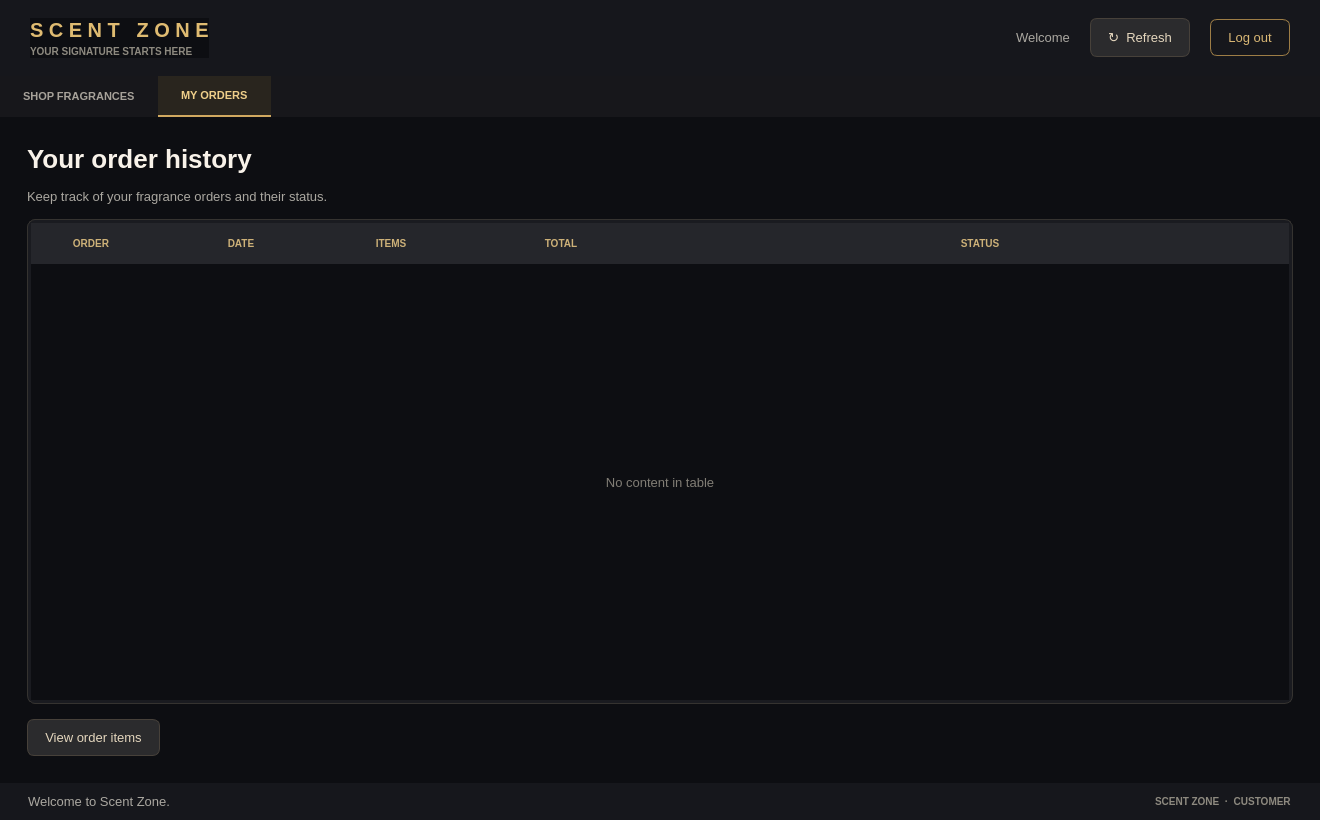 SCENT ZONE
YOUR SIGNATURE STARTS HERE
Welcome
↻ Refresh
Log out
SHOP FRAGRANCES
MY ORDERS
Your order history
Keep track of your fragrance orders and their status.
ORDER DATE ITEMS TOTAL STATUS
No content in table
View order items
Welcome to Scent Zone.
SCENT ZONE · CUSTOMER